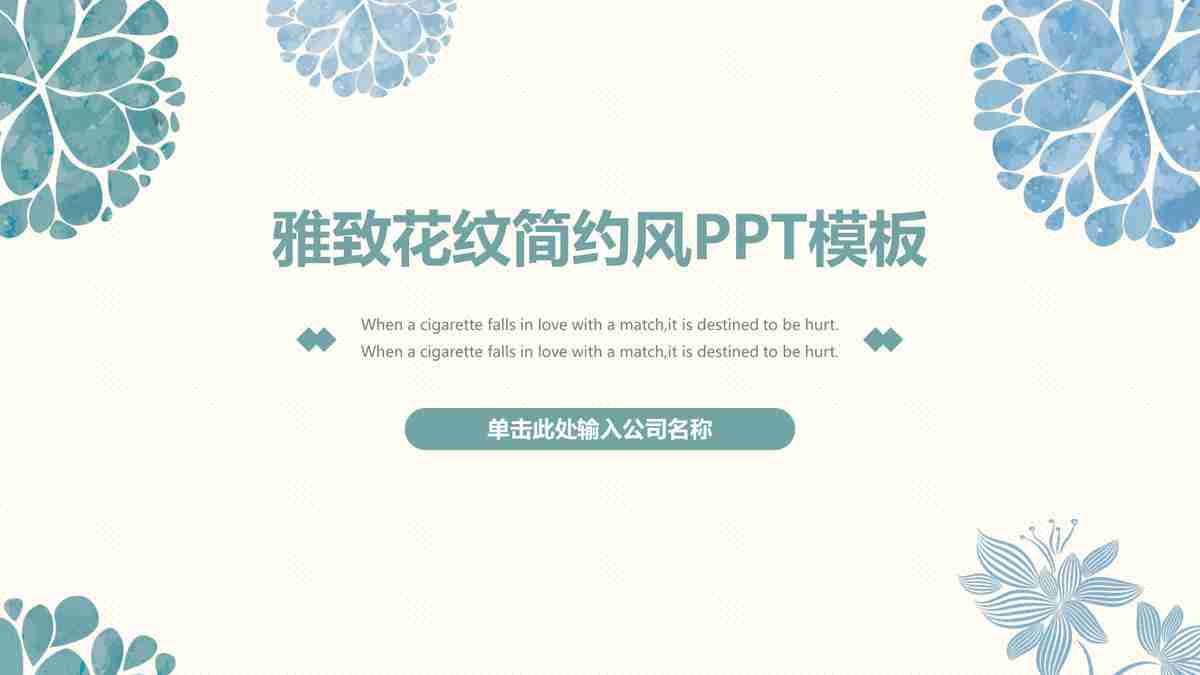 雅致花纹简约风PPT模板
When a cigarette falls in love with a match,it is destined to be hurt.
When a cigarette falls in love with a match,it is destined to be hurt.
单击此处输入公司名称